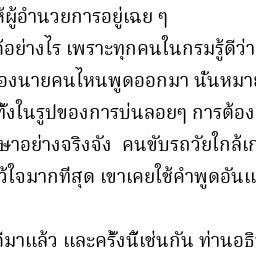 ห้ผู้อำนวยการอยู่เฉย ๆ
ด้อย่างไร เพราะทุกคนในกรมรู้ดีว่า
องนายคนไหนพูดออกมา นั้นหมาย
ทั้งในรูปของการบ่นลอยๆ การต้อง
ษาอย่างจริงจัง คนขับรถวัยใกล้เก
ว้ใจมากที่สุด เขาเคยใช้คำพูดอันแ
ดีมาแล้ว และครั้งนี้เช่นกัน ท่านอธิ